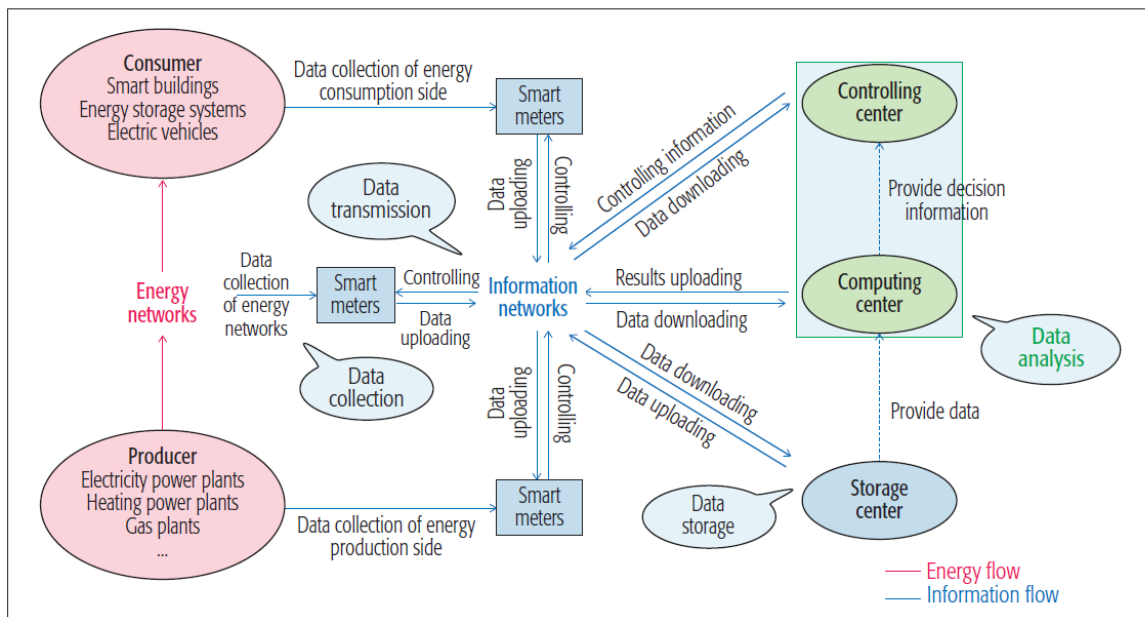 Consumer
Smart buildings
Energy storage systems
Electric vehicles
Data collection of energy
consumption side
Smart
meters
Controlling
center
Data
transmission
Data
uploading
Controlling
Controlling information
Data downloading
Provide decision
information
Energy
networks
Data
collection
of energy
networks
Smart
meters
Controlling
Data
uploading
Information
networks
Results uploading
Data downloading
Computing
center
Data
analysis
Data
collection
Data
uploading
Controlling
Data downloading
Data uploading
Provide data
Producer
Electricity power plants
Heating power plants
Gas plants
...
Data collection of energy
production side
Smart
meters
Data
storage
Storage
center
Energy flow
Information flow